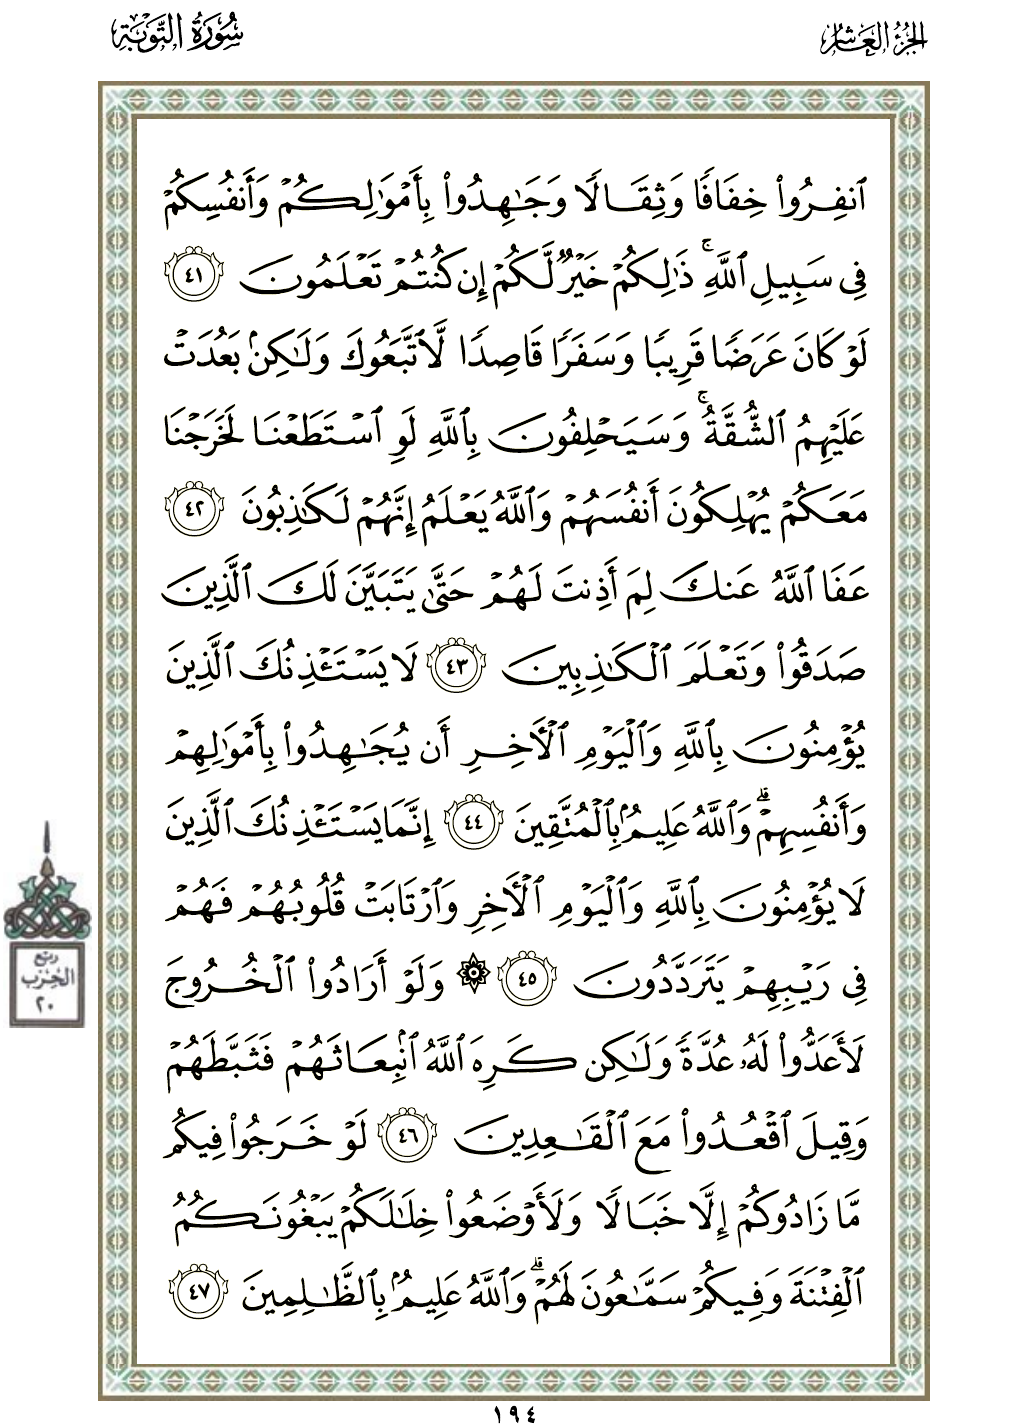 الجزء العاشر
سورة التوبة
ٱنفِرُوا۟ خِفَافًا وَثِقَالًا وَجَٰهِدُوا۟ بِأَمْوَٰلِكُمْ وَأَنفُسِكُمْ
فِى سَبِيلِ ٱللَّهِ ۚ ذَٰلِكُمْ خَيْرٌ لَّكُمْ إِن كُنتُمْ تَعْلَمُونَ ٤١
لَوْ كَانَ عَرَضًا قَرِيبًا وَسَفَرًا قَاصِدًا لَّٱتَّبَعُوكَ وَلَٰكِنۢ بَعُدَتْ
عَلَيْهِمُ ٱلشُّقَّةُ ۚ وَسَيَحْلِفُونَ بِٱللَّهِ لَوِ ٱسْتَطَعْنَا لَخَرَجْنَا
مَعَكُمْ يُهْلِكُونَ أَنفُسَهُمْ وَٱللَّهُ يَعْلَمُ إِنَّهُمْ لَكَٰذِبُونَ ٤٢
عَفَا ٱللَّهُ عَنكَ لِمَ أَذِنتَ لَهُمْ حَتَّىٰ يَتَبَيَّنَ لَكَ ٱلَّذِينَ
صَدَقُوا۟ وَتَعْلَمَ ٱلْكَٰذِبِينَ ٤٣ لَا يَسْتَـْٔذِنُكَ ٱلَّذِينَ
يُؤْمِنُونَ بِٱللَّهِ وَٱلْيَوْمِ ٱلْـَٔاخِرِ أَن يُجَٰهِدُوا۟ بِأَمْوَٰلِهِمْ
وَأَنفُسِهِمْ ۗ وَٱللَّهُ عَلِيمٌۢ بِٱلْمُتَّقِينَ ٤٤ إِنَّمَا يَسْتَـْٔذِنُكَ ٱلَّذِينَ
لَا يُؤْمِنُونَ بِٱللَّهِ وَٱلْيَوْمِ ٱلْـَٔاخِرِ وَٱرْتَابَتْ قُلُوبُهُمْ فَهُمْ
فِى رَيْبِهِمْ يَتَرَدَّدُونَ ٤٥ ۞ وَلَوْ أَرَادُوا۟ ٱلْخُرُوجَ
لَأَعَدُّوا۟ لَهُۥ عُدَّةً وَلَٰكِن كَرِهَ ٱللَّهُ ٱنۢبِعَاثَهُمْ فَثَبَّطَهُمْ
وَقِيلَ ٱقْعُدُوا۟ مَعَ ٱلْقَٰعِدِينَ ٤٦ لَوْ خَرَجُوا۟ فِيكُم
مَّا زَادُوكُمْ إِلَّا خَبَالًا وَلَأَوْضَعُوا۟ خِلَٰلَكُمْ يَبْغُونَكُمُ
ٱلْفِتْنَةَ وَفِيكُمْ سَمَّٰعُونَ لَهُمْ ۗ وَٱللَّهُ عَلِيمٌۢ بِٱلظَّٰلِمِينَ ٤٧
ربع
الحزب
٢٠
١٩٤